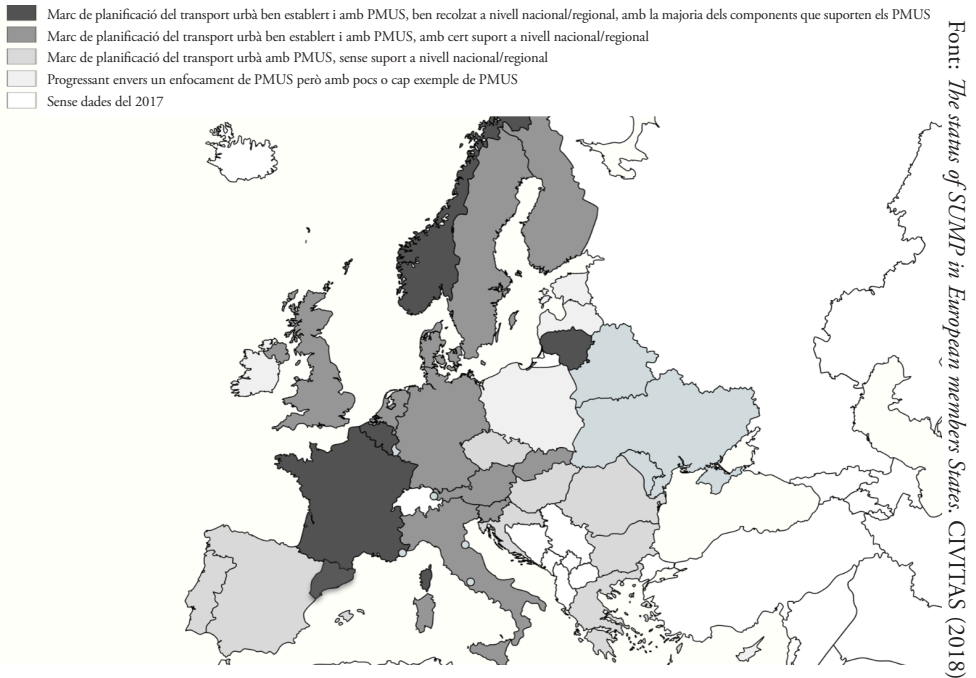 Marc de planificació del transport urbà ben establert i amb PMUS, ben recolzat a nivell nacional/regional, amb la majoria dels components que suporten els PMUS
Marc de planificació del transport urbà ben establert i amb PMUS, amb cert suport a nivell nacional/regional
Marc de planificació del transport urbà amb PMUS, sense suport a nivell nacional/regional
Progressant envers un enfocament de PMUS però amb pocs o cap exemple de PMUS
Sense dades del 2017
Font: The status of SUMP in European members States. CIVITAS (2018)